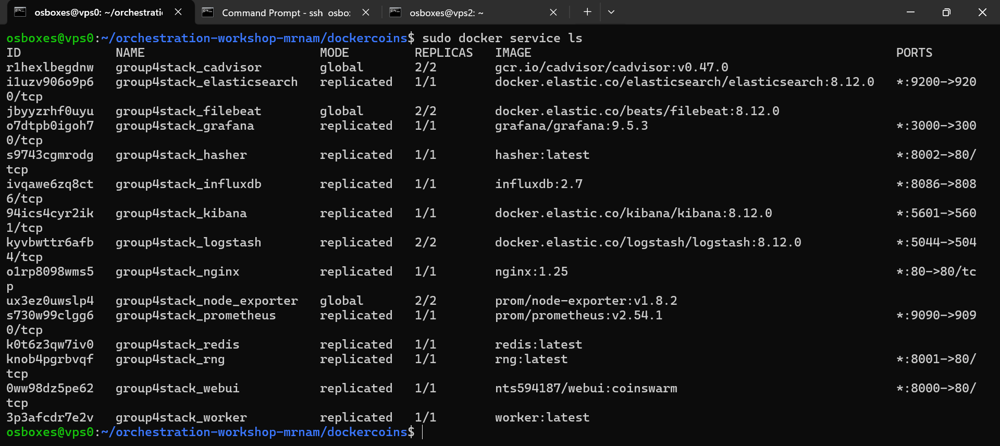 osboxes@vps0: ~/orchestrati
Command Prompt - ssh osbo
osboxes@vps2: ~
osboxes@vps0:~/orchestration-workshop-mrnam/dockercoins$ sudo docker service ls
ID NAME MODE REPLICAS IMAGE PORTS
r1hexlbegdnw group4stack_cadvisor global 2/2 gcr.io/cadvisor/cadvisor:v0.47.0
i1uzv906o9p6 group4stack_elasticsearch replicated 1/1 docker.elastic.co/elasticsearch/elasticsearch:8.12.0 *:9200->920
0/tcp
jbyyzrhf0uyu group4stack_filebeat global 2/2 docker.elastic.co/beats/filebeat:8.12.0
o7dtpb0igoh7 group4stack_grafana replicated 1/1 grafana/grafana:9.5.3 *:3000->300
0/tcp
s9743cgmrodg group4stack_hasher replicated 1/1 hasher:latest *:8002->80/
tcp
ivqawe6zq8ct group4stack_influxdb replicated 1/1 influxdb:2.7 *:8086->808
6/tcp
94ics4cyr2ik group4stack_kibana replicated 1/1 docker.elastic.co/kibana/kibana:8.12.0 *:5601->560
1/tcp
kyvbwttr6afb group4stack_logstash replicated 2/2 docker.elastic.co/logstash/logstash:8.12.0 *:5044->504
4/tcp
o1rp8098wms5 group4stack_nginx replicated 1/1 nginx:1.25 *:80->80/tc
p
ux3ez0uwslp4 group4stack_node_exporter global 2/2 prom/node-exporter:v1.8.2
s730w99clgg6 group4stack_prometheus replicated 1/1 prom/prometheus:v2.54.1 *:9090->909
0/tcp
k0t6z3qw7iv0 group4stack_redis replicated 1/1 redis:latest
knob4pgrbvqf group4stack_rng replicated 1/1 rng:latest *:8001->80/
tcp
0ww98dz5pe62 group4stack_webui replicated 1/1 nts594187/webui:coinswarm *:8000->80/
tcp
3p3afcdr7e2v group4stack_worker replicated 1/1 worker:latest
osboxes@vps0:~/orchestration-workshop-mrnam/dockercoins$